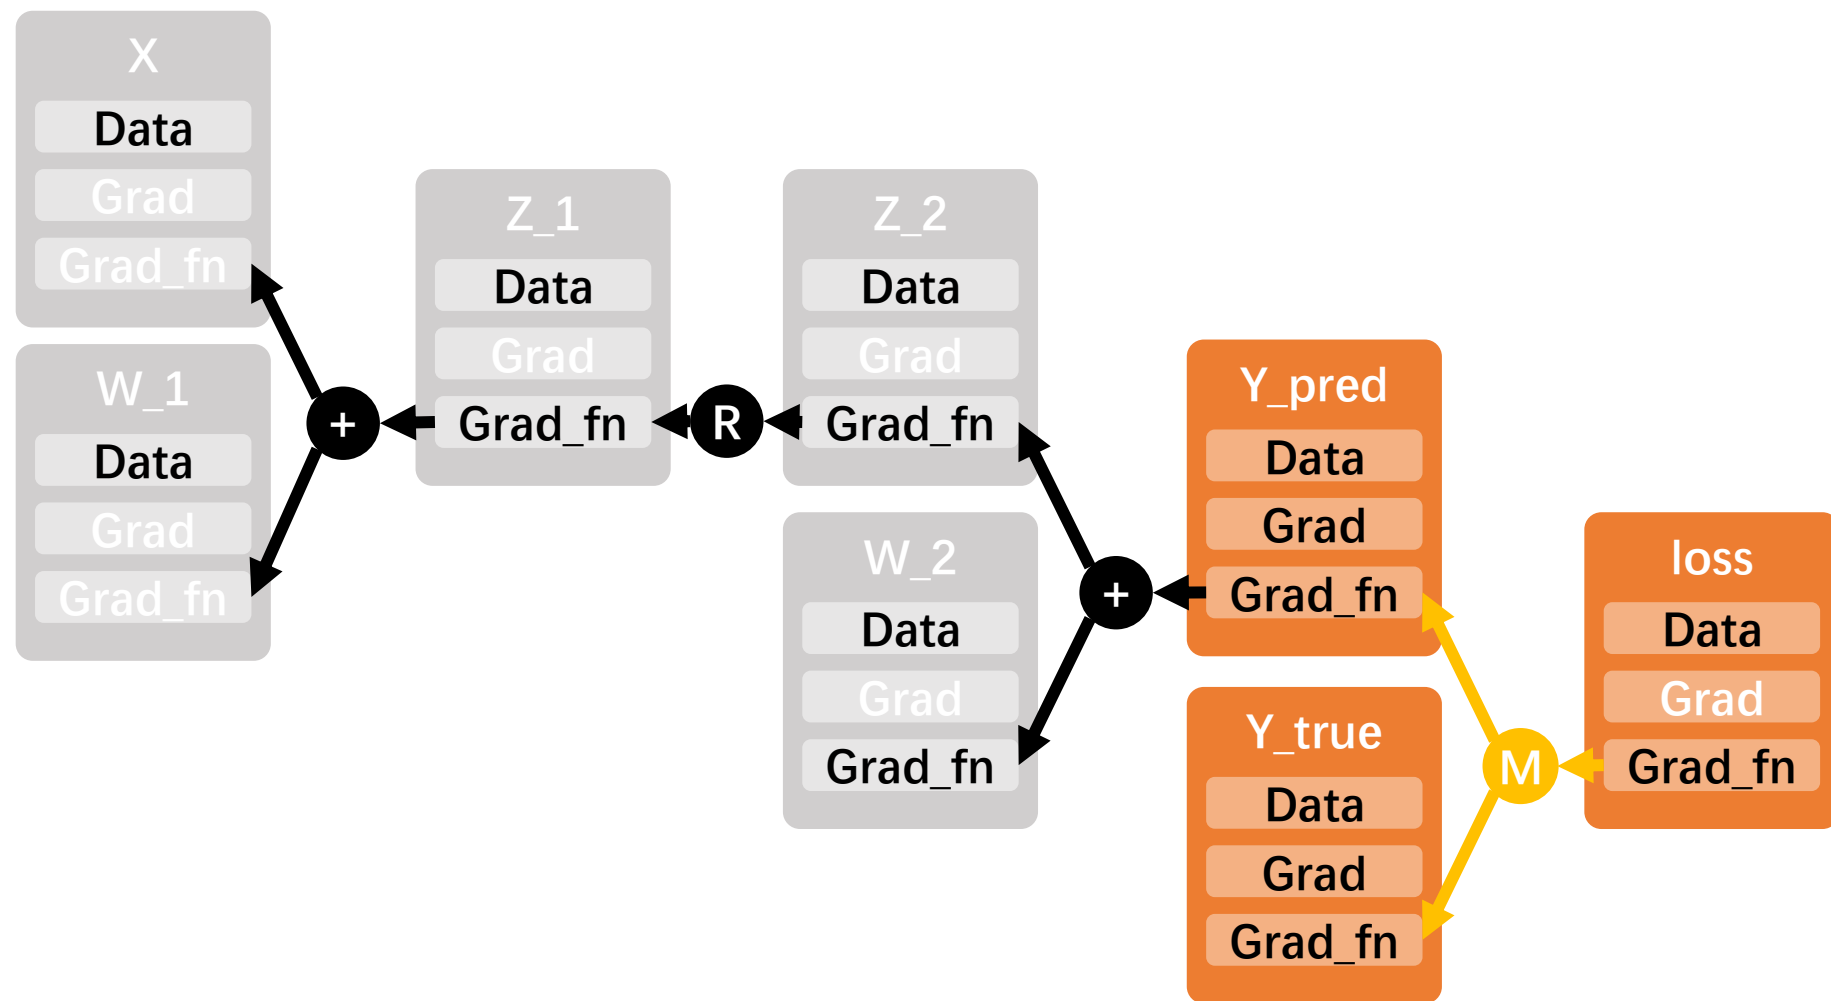 X
Data
Grad
Grad_fn
W_1
Data
Grad
Grad_fn
+
Z_1
Data
Grad
Grad_fn
R
Z_2
Data
Grad
Grad_fn
W_2
Data
Grad
Grad_fn
+
Y_pred
Data
Grad
Grad_fn
Y_true
Data
Grad
Grad_fn
M
loss
Data
Grad
Grad_fn